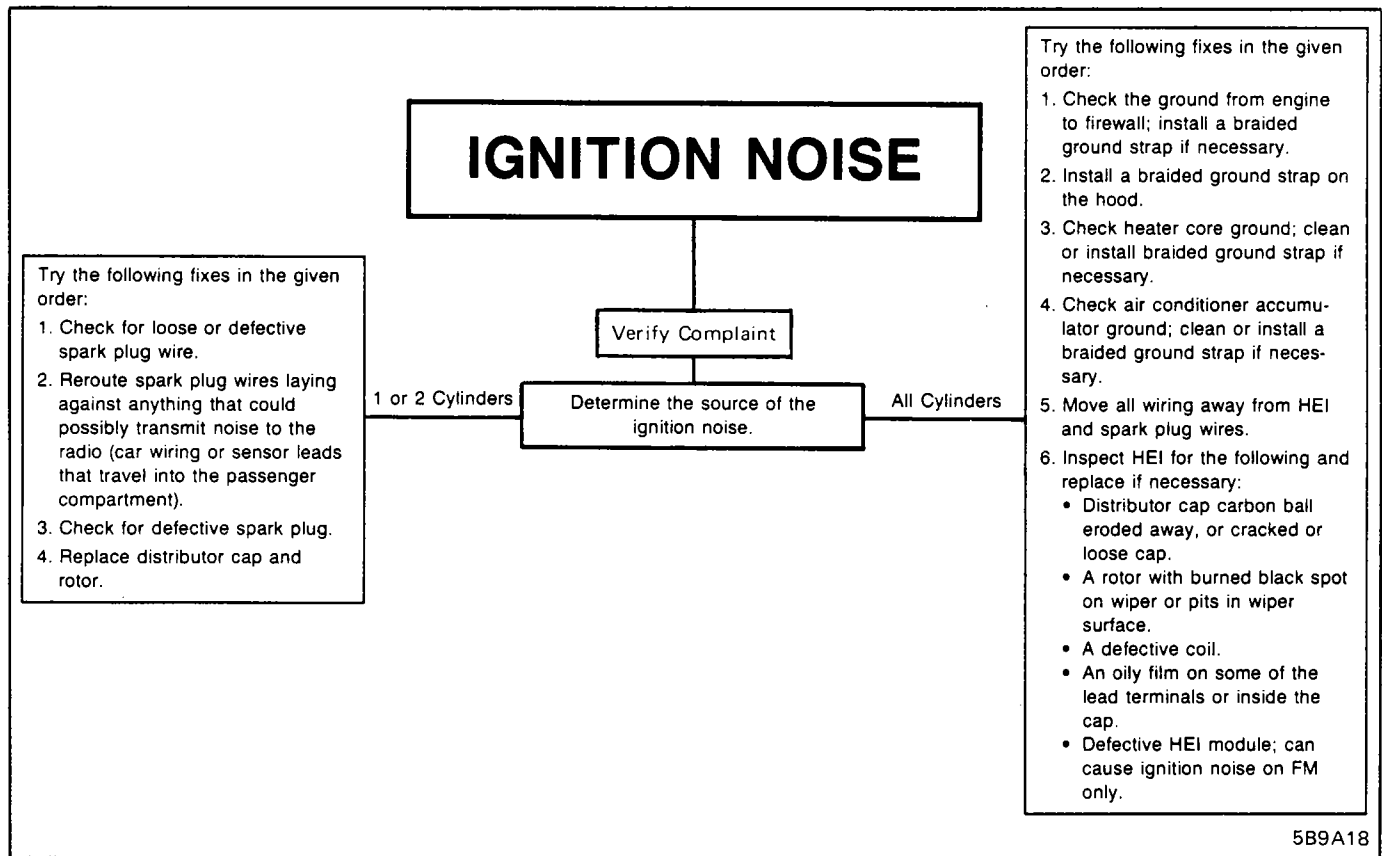 IGNITION NOISE
Verify Complaint
Determine the source of the
ignition noise.
1 or 2 Cylinders
Try the following fixes in the given
order:
1. Check for loose or defective
spark plug wire.
2. Reroute spark plug wires laying
against anything that could
possibly transmit noise to the
radio (car wiring or sensor leads
that travel into the passenger
compartment).
3. Check for defective spark plug.
4. Replace distributor cap and
rotor.
All Cylinders
Try the following fixes in the given
order:
1. Check the ground from engine
to firewall; install a braided
ground strap if necessary.
2. Install a braided ground strap on
the hood.
3. Check heater core ground; clean
or install braided ground strap if
necessary.
4. Check air conditioner accumu-
lator ground; clean or install a
braided ground strap if neces-
sary.
5. Move all wiring away from HEI
and spark plug wires.
6. Inspect HEI for the following and
replace if necessary:
• Distributor cap carbon ball
eroded away, or cracked or
loose cap.
• A rotor with burned black spot
on wiper or pits in wiper
surface.
• A defective coil.
• An oily film on some of the
lead terminals or inside the
cap.
• Defective HEI module; can
cause ignition noise on FM
only.
5B9A18